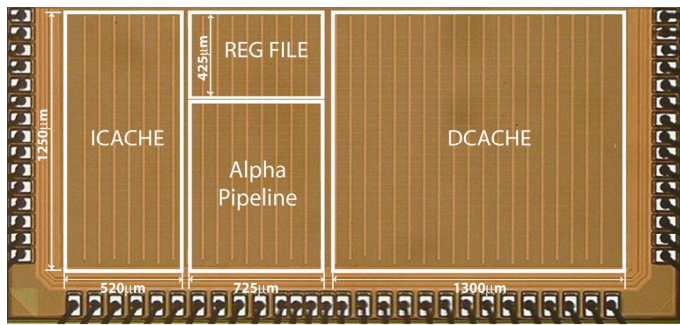 425µm
REG FILE
1250µm
ICACHE
DCACHE
Alpha
Pipeline
520µm
725µm
1300µm